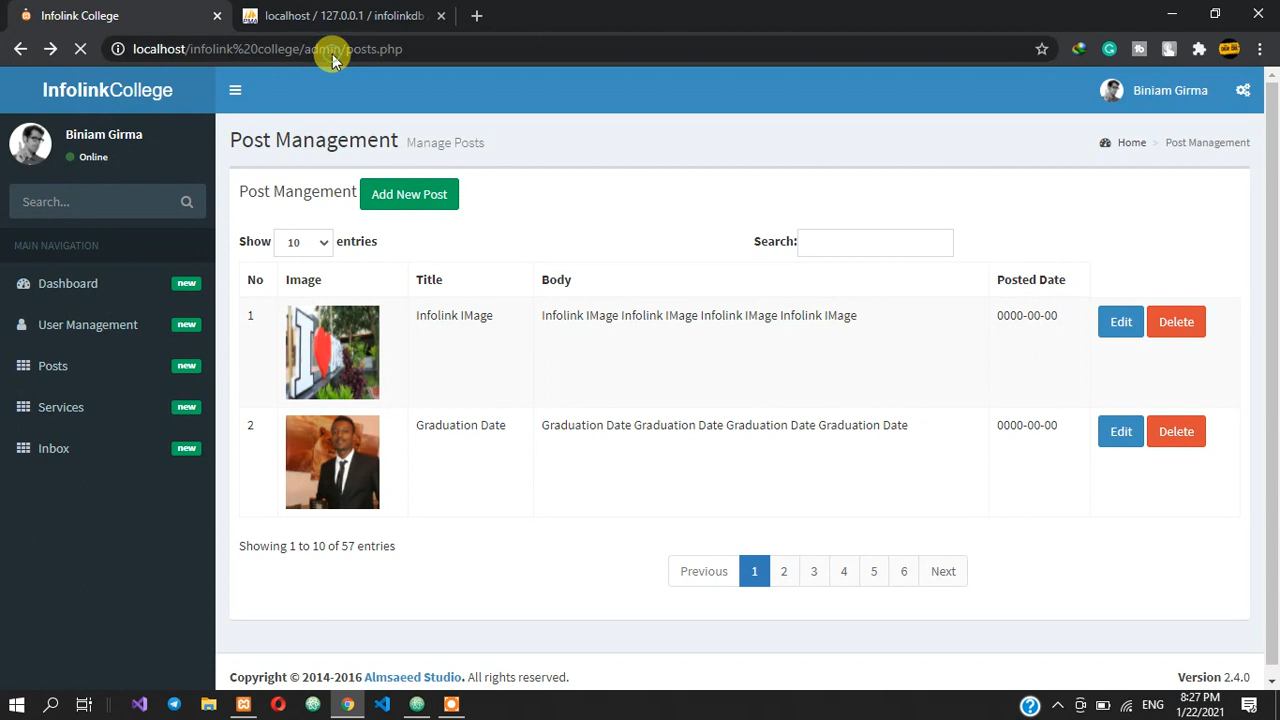 Infolink College
localhost / 127.0.0.1 / infolinkdb
localhost/infolink%20college/admin/posts.php
InfolinkCollege
Biniam Girma
Biniam Girma
Online
Search...
MAIN NAVIGATION
Dashboard new
User Management new
Posts new
Services new
Inbox new
Post Management Manage Posts
Home > Post Management
Post Mangement Add New Post
Show 10 entries
Search:
No Image Title Body Posted Date
1 Infolink IMage Infolink IMage Infolink IMage Infolink IMage Infolink IMage 0000-00-00 Edit Delete
2 Graduation Date Graduation Date Graduation Date Graduation Date Graduation Date 0000-00-00 Edit Delete
Showing 1 to 10 of 57 entries
Previous 1 2 3 4 5 6 Next
Copyright © 2014-2016 Almsaeed Studio. All rights reserved.
Version 2.4.0
ENG
8:27 PM
1/22/2021